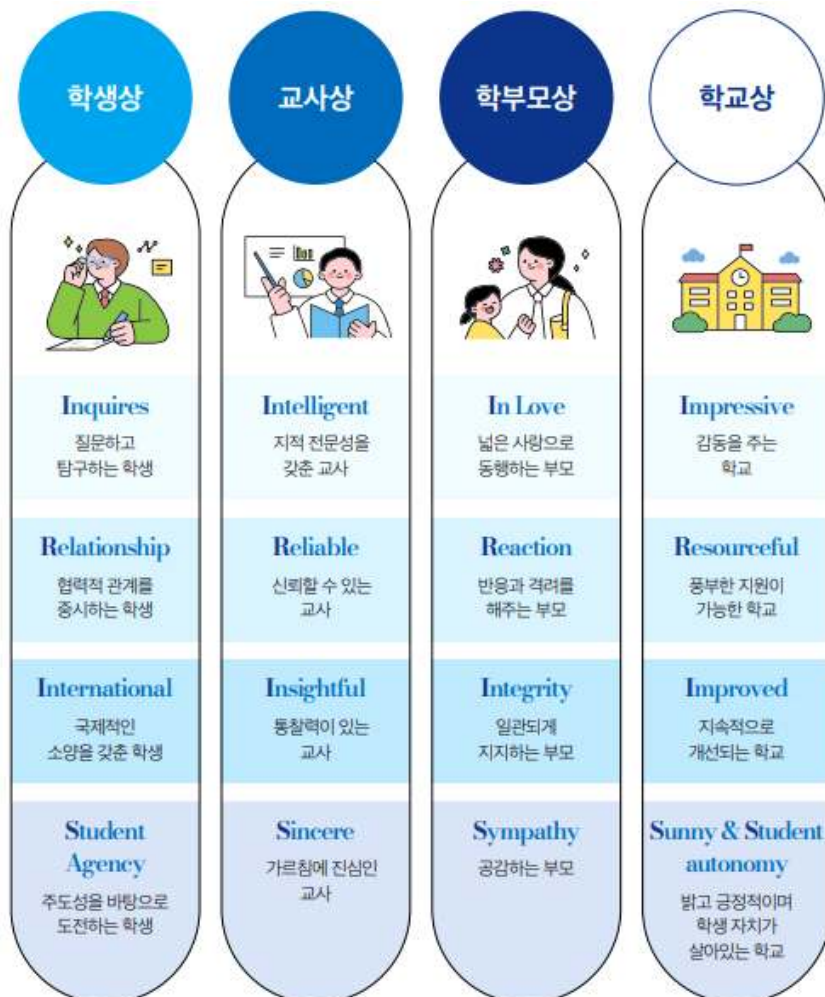 학생상
Inquires
질문하고
탐구하는 학생
Relationship
협력적 관계를
중시하는 학생
International
국제적인
소양을 갖춘 학생
Student
Agency
주도성을 바탕으로
도전하는 학생
교사상
Intelligent
지적 전문성을
갖춘 교사
Reliable
신뢰할 수 있는
교사
Insightful
통찰력이 있는
교사
Sincere
가르침에 진심인
교사
학부모상
In Love
넓은 사랑으로
동행하는 부모
Reaction
반응과 격려를
해주는 부모
Integrity
일관되게
지지하는 부모
Sympathy
공감하는 부모
학교상
Impressive
감동을 주는
학교
Resourceful
풍부한 지원이
가능한 학교
Improved
지속적으로
개선되는 학교
Sunny & Student
autonomy
밝고 긍정적이며
학생 자치가
살아있는 학교